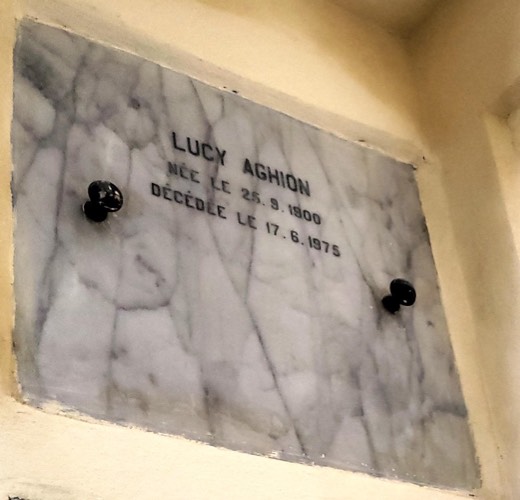 LUCY AGHION
NÉE LE 25.9.1900
DÉCÉDÉE LE 17.6.1975